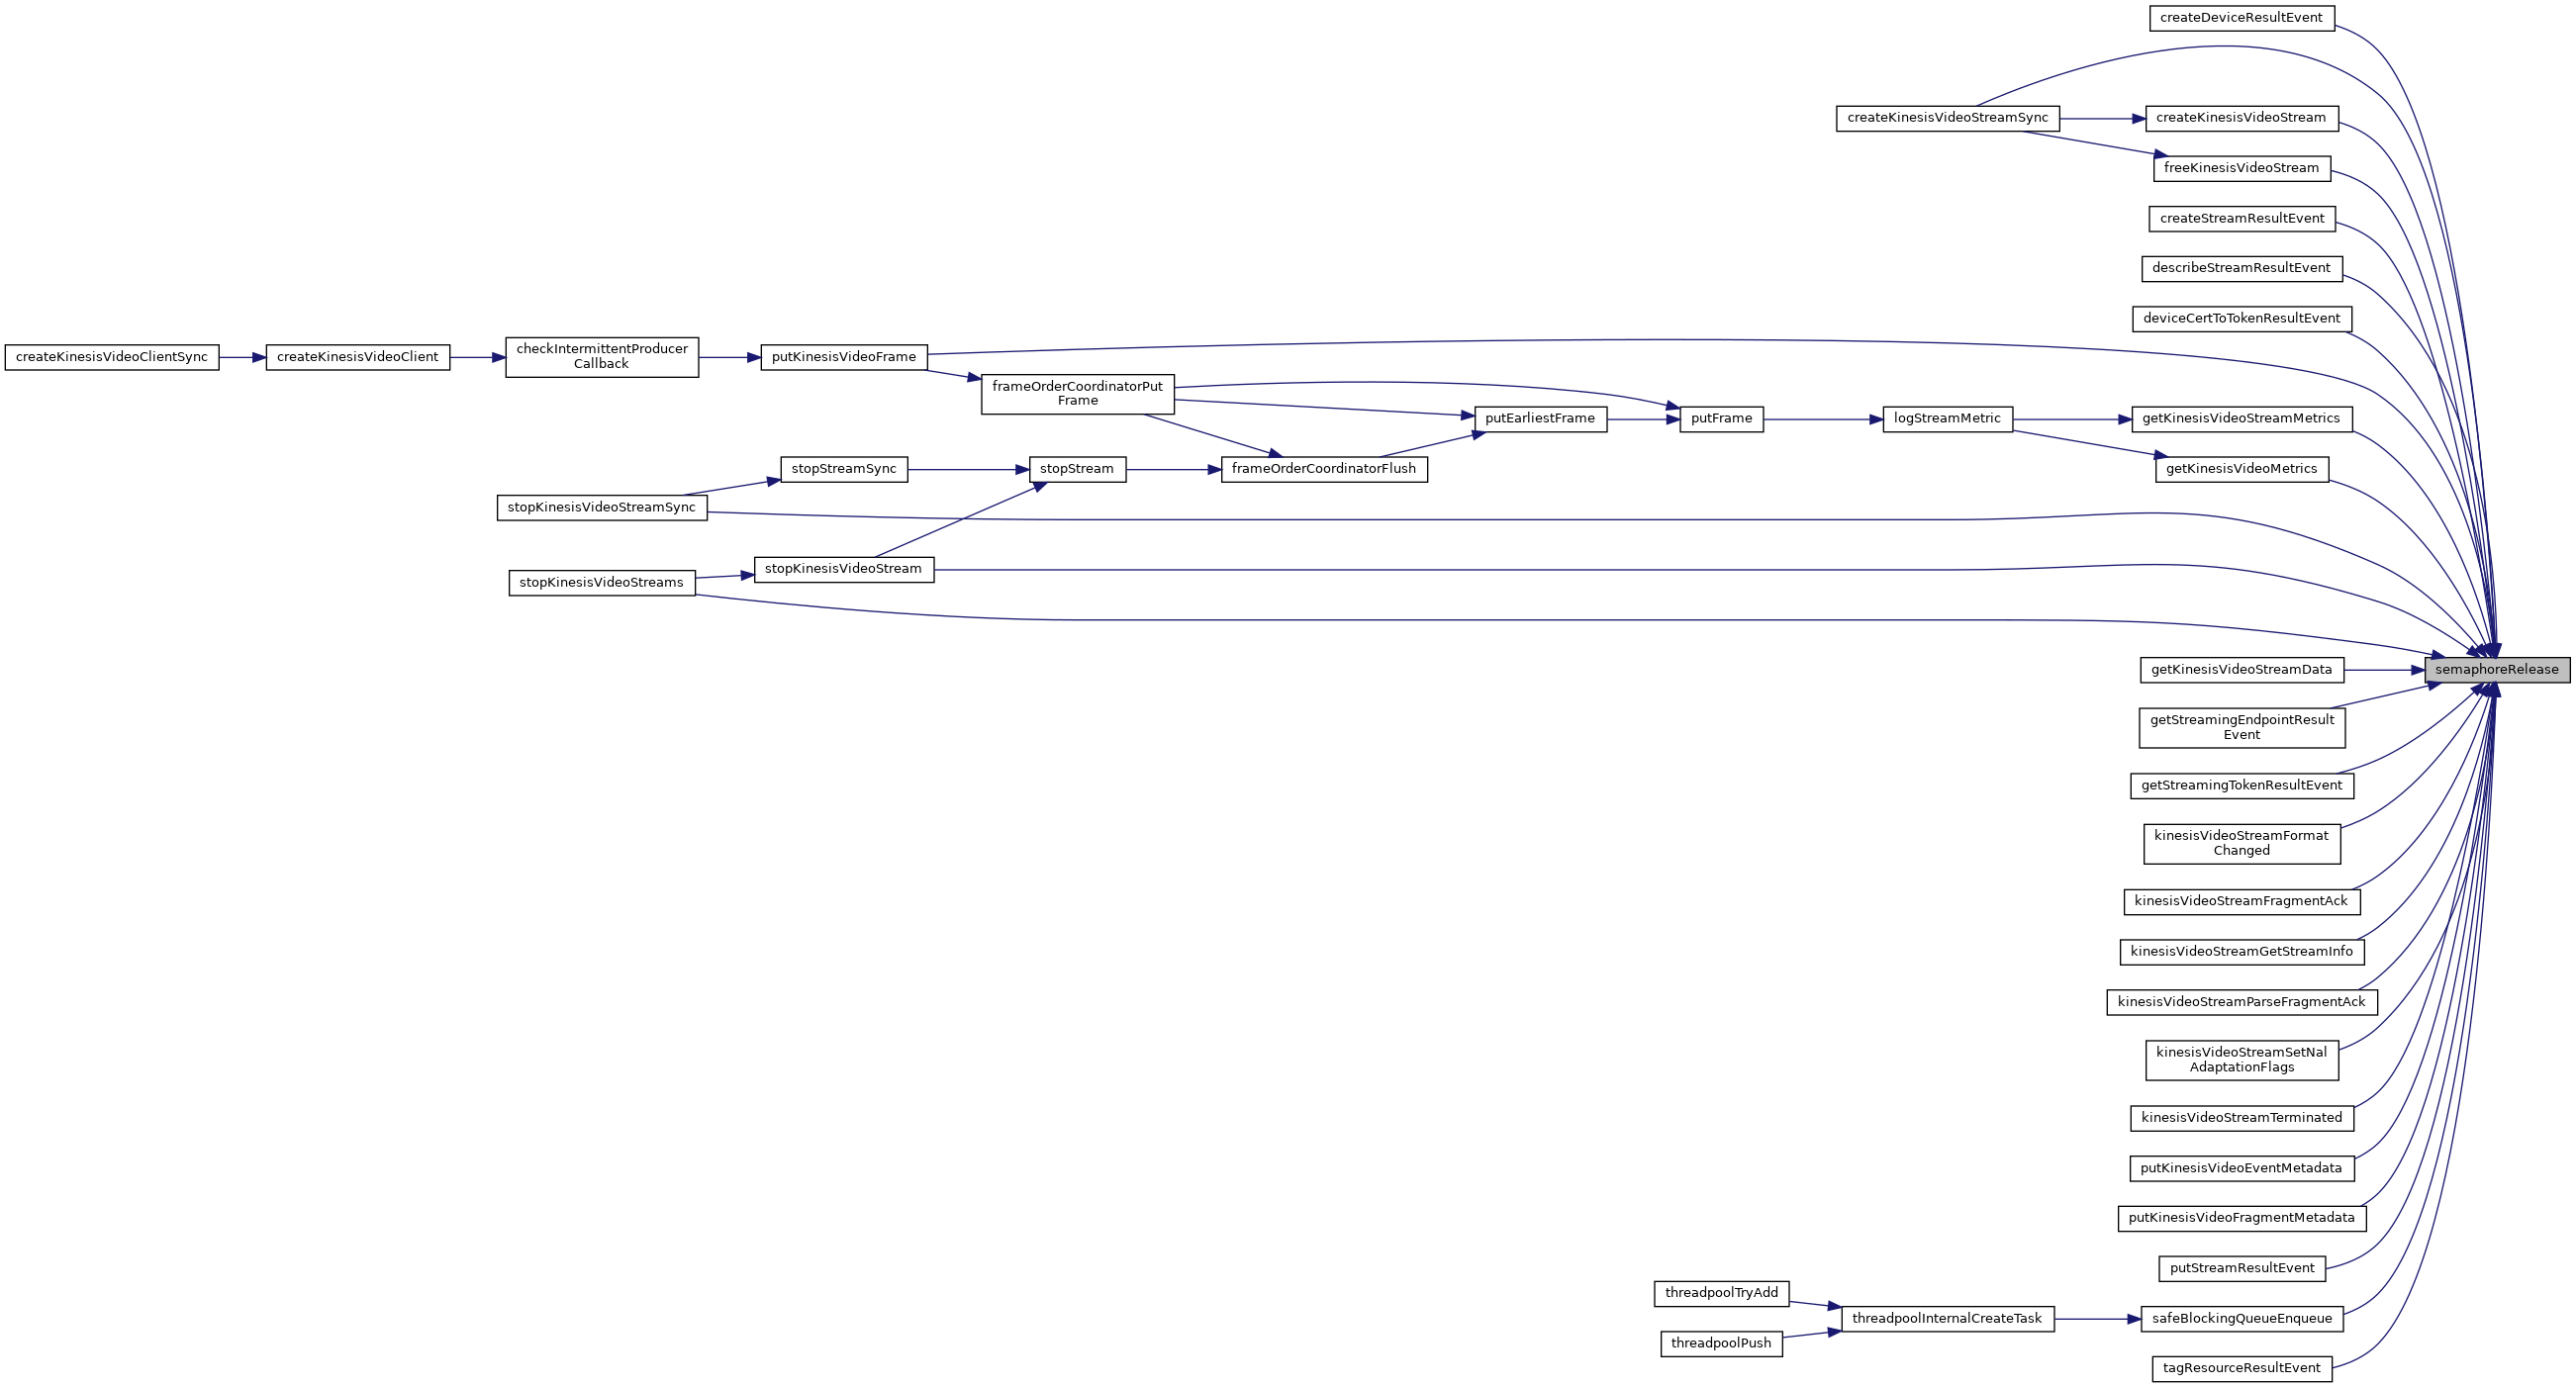 createDeviceResultEvent
createKinesisVideoStreamSync
createKinesisVideoStream
freeKinesisVideoStream
createStreamResultEvent
describeStreamResultEvent
deviceCertToTokenResultEvent
createKinesisVideoClientSync
createKinesisVideoClient
checkIntermittentProducer
Callback
putKinesisVideoFrame
frameOrderCoordinatorPut
Frame
putEarliestFrame
putFrame
logStreamMetric
getKinesisVideoStreamMetrics
stopStreamSync
stopStream
frameOrderCoordinatorFlush
getKinesisVideoMetrics
stopKinesisVideoStreamSync
stopKinesisVideoStream
stopKinesisVideoStreams
getKinesisVideoStreamData
semaphoreRelease
getStreamingEndpointResult
Event
getStreamingTokenResultEvent
kinesisVideoStreamFormat
Changed
kinesisVideoStreamFragmentAck
kinesisVideoStreamGetStreamInfo
kinesisVideoStreamParseFragmentAck
kinesisVideoStreamSetNal
AdaptationFlags
kinesisVideoStreamTerminated
putKinesisVideoEventMetadata
putKinesisVideoFragmentMetadata
putStreamResultEvent
threadpoolTryAdd
threadpoolInternalCreateTask
safeBlockingQueueEnqueue
threadpoolPush
tagResourceResultEvent